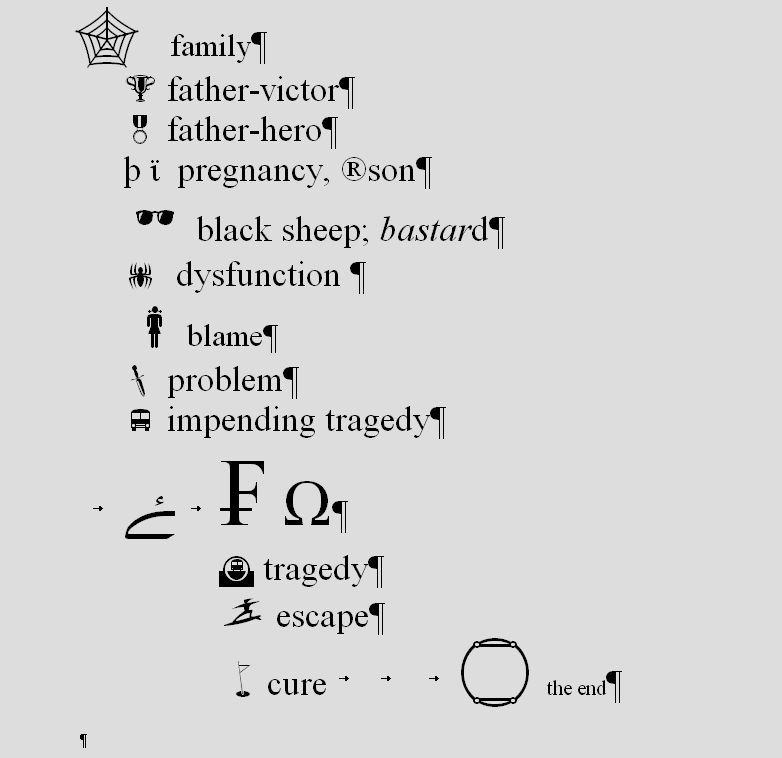 family¶
father-victor¶
father-hero¶
þ ϊ pregnancy, ®son¶
black sheep; bastard¶
dysfunction ¶
blame¶
problem¶
impending tragedy¶
→ → ₣ Ω¶
tragedy¶
escape¶
cure → → → the end¶
¶